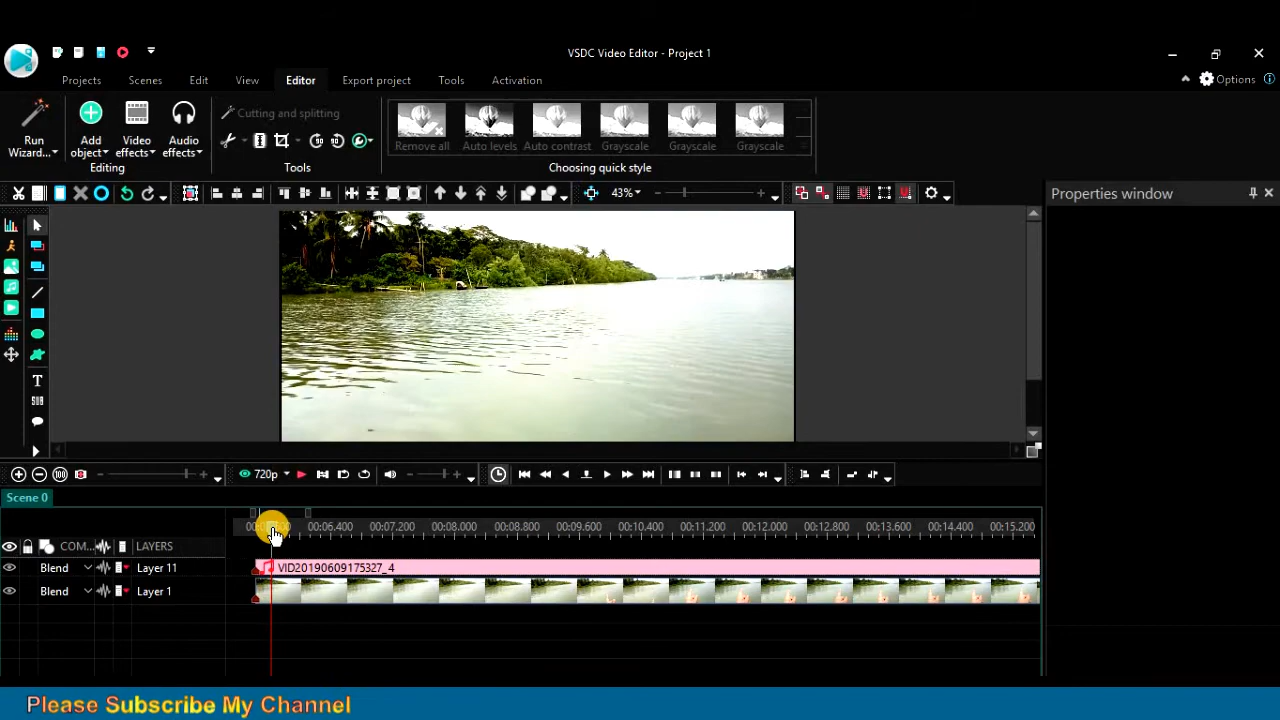 VSDC Video Editor - Project 1
Projects Scenes Edit View Editor Export project Tools Activation Options
Run Wizard...
Add object
Video effects
Audio effects
Editing
Cutting and splitting
Tools
Remove all Auto levels Auto contrast Grayscale Grayscale Grayscale
Choosing quick style
43%
Properties window
T
720p
Scene 0
00:06.400 00:07.200 00:08.000 00:08.800 00:09.600 00:10.400 00:11.200 00:12.000 00:12.800 00:13.600 00:14.400 00:15.200
COM... LAYERS
Blend Layer 11 VID20190609175327_4
Blend Layer 1
Please Subscribe My Channel